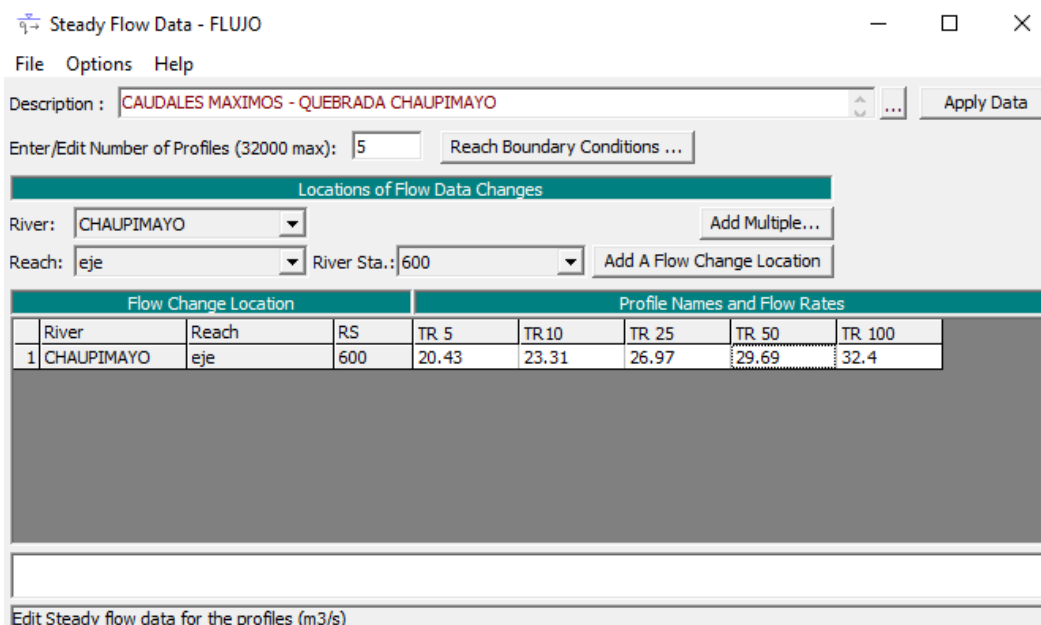 Steady Flow Data - FLUJO
File Options Help
Description : CAUDALES MAXIMOS - QUEBRADA CHAUPIMAYO ... Apply Data
Enter/Edit Number of Profiles (32000 max): 5 Reach Boundary Conditions ...
Locations of Flow Data Changes
River: CHAUPIMAYO Add Multiple...
Reach: eje River Sta.: 600 Add A Flow Change Location
Flow Change Location Profile Names and Flow Rates
River Reach RS TR 5 TR10 TR 25 TR 50 TR 100
1 CHAUPIMAYO eje 600 20.43 23.31 26.97 29.69 32.4
Edit Steady flow data for the profiles (m3/s)